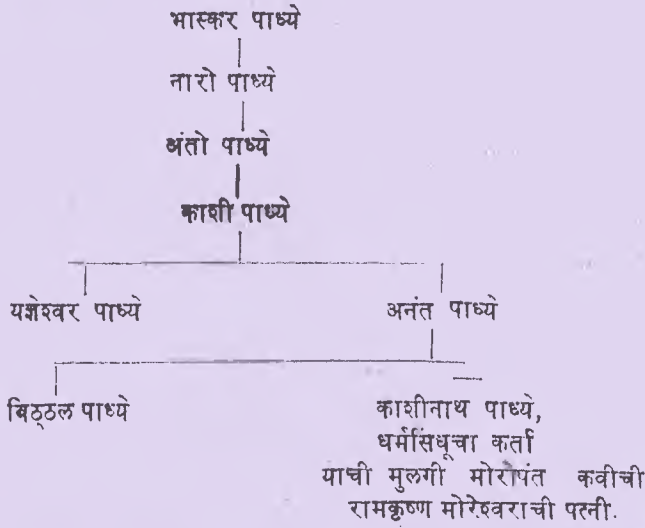 भास्कर पाध्ये
नारो पाध्ये
अंतो पाध्ये
काशी पाध्ये
यज्ञेश्वर पाध्ये अनंत पाध्ये
विठ्ठल पाध्ये
काशीनाथ पाध्ये,
धर्मसिंधूचा कर्ता
याची मुलगी मोरोपंत कवीची
रामकृष्ण मोरेश्वराची पत्नी.